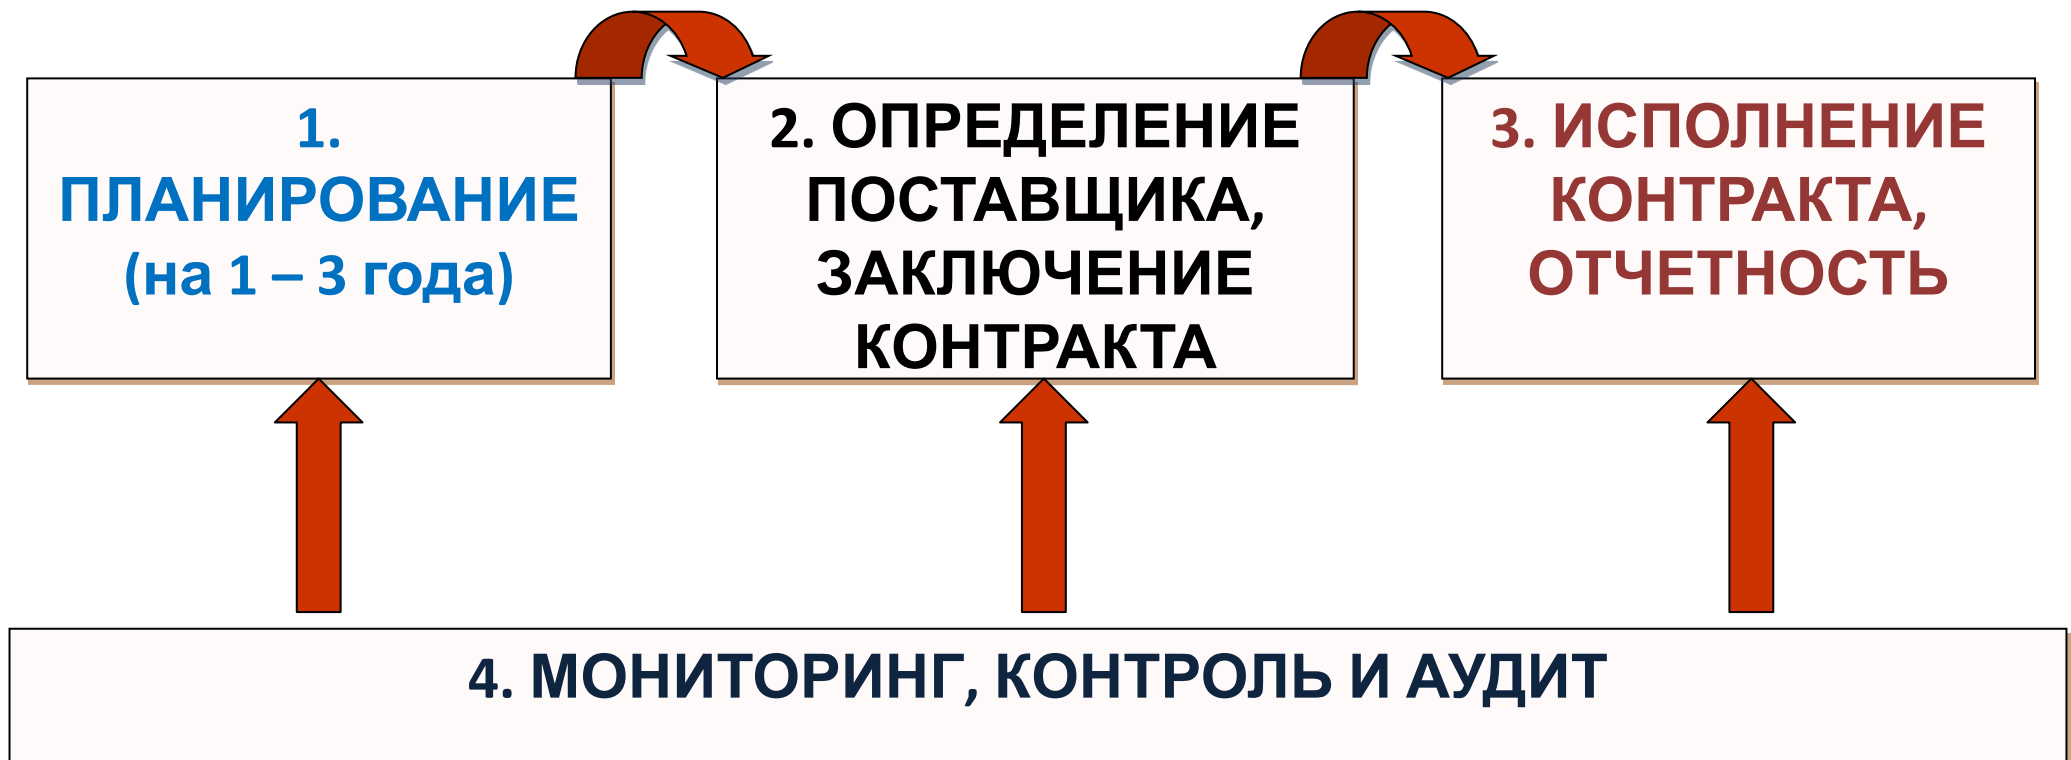 1.
ПЛАНИРОВАНИЕ
(на 1 – 3 года)
2. ОПРЕДЕЛЕНИЕ
ПОСТАВЩИКА,
ЗАКЛЮЧЕНИЕ
КОНТРАКТА
3. ИСПОЛНЕНИЕ
КОНТРАКТА,
ОТЧЕТНОСТЬ
4. МОНИТОРИНГ, КОНТРОЛЬ И АУДИТ